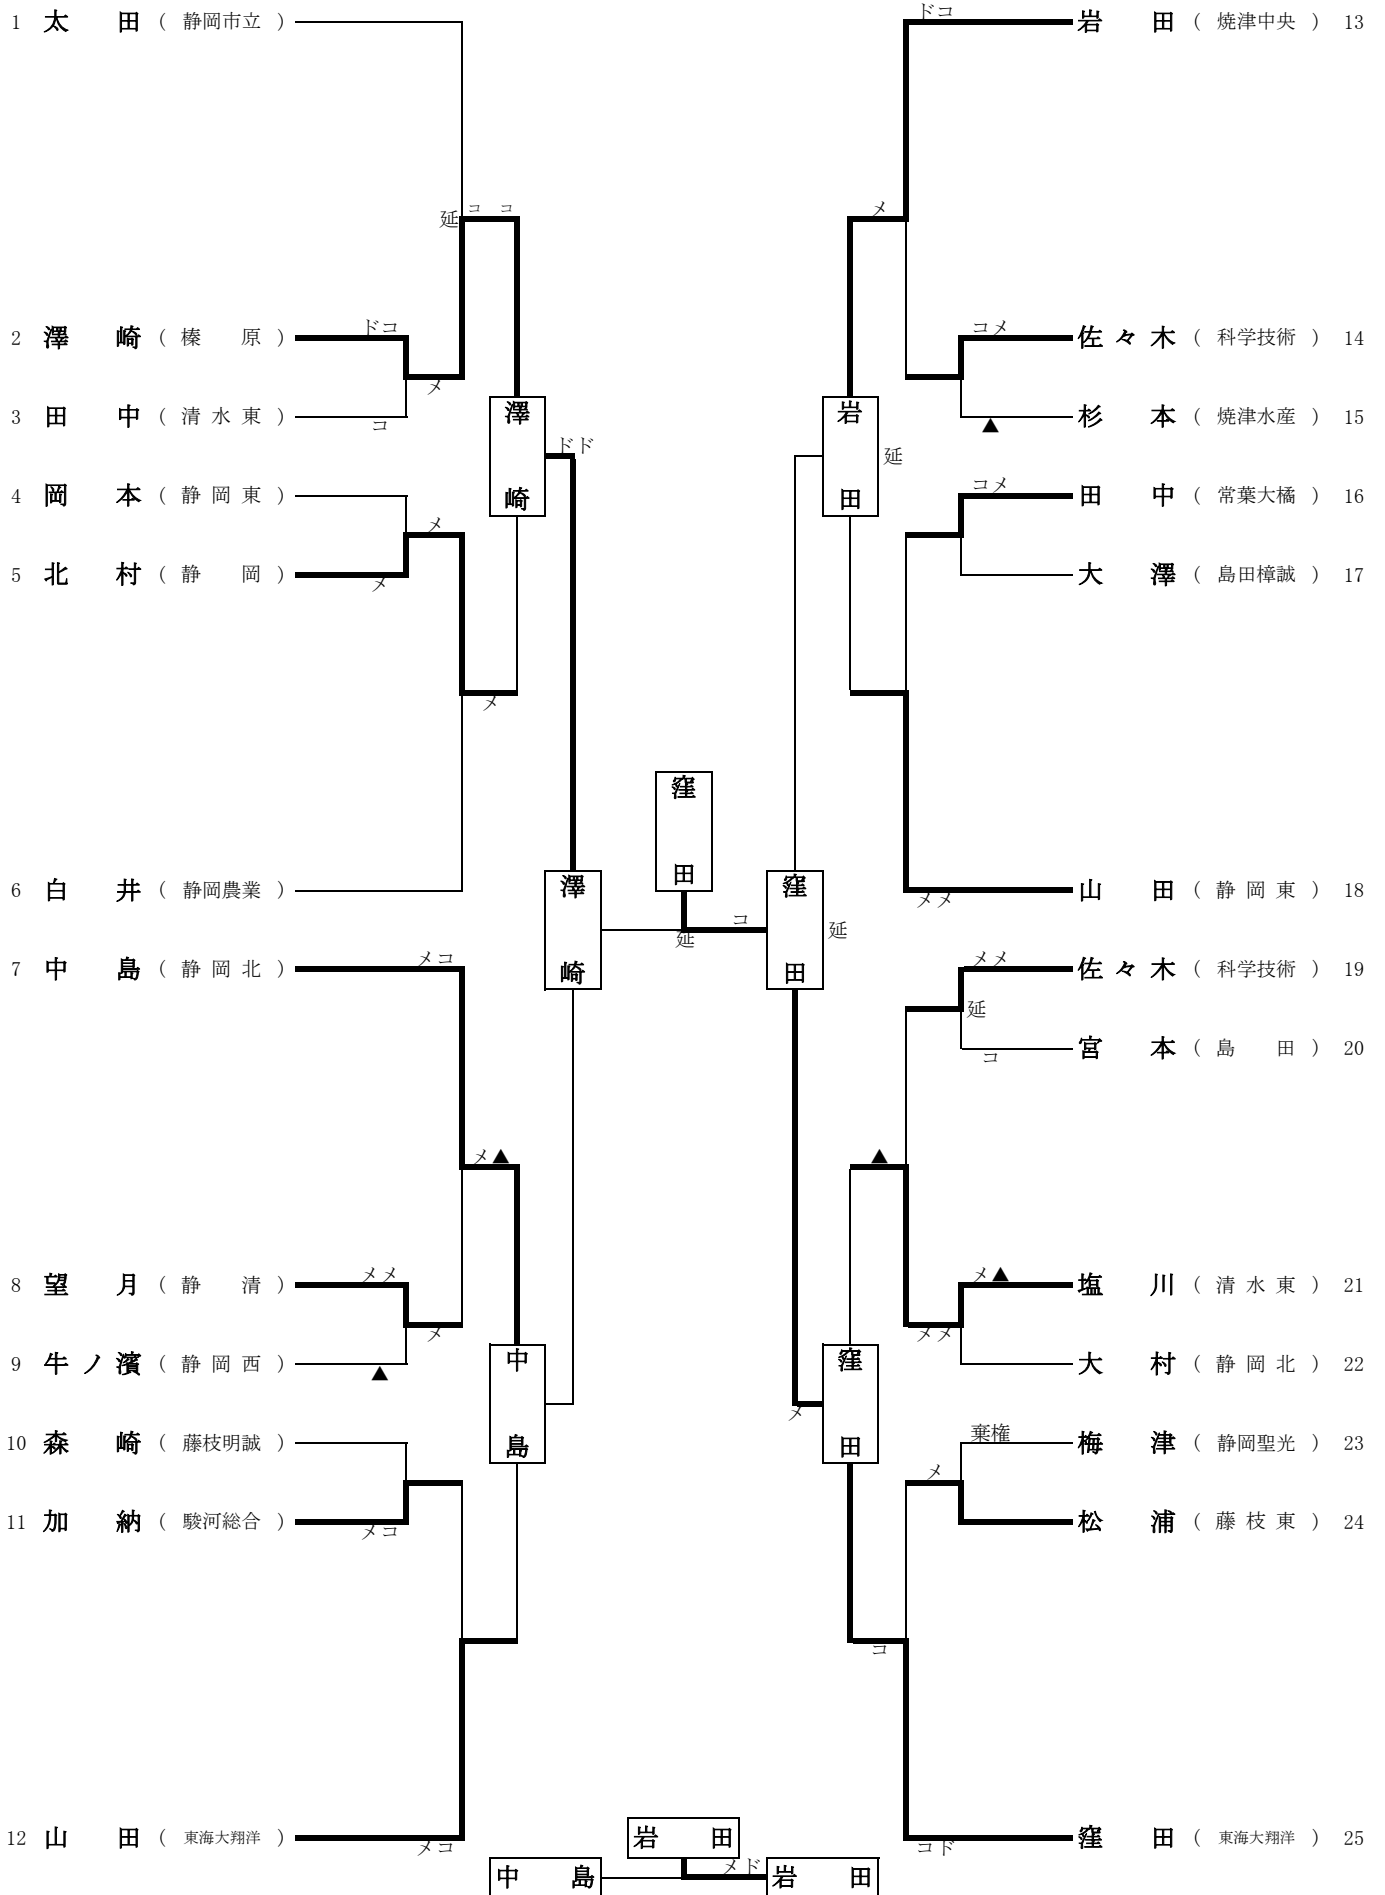 1 太 田 ( 静岡市立 )
2 澤 崎 ( 榛 原 )
3 田 中 ( 清 水 東 )
4 岡 本 ( 静 岡 東 )
5 北 村 ( 静 岡 )
6 白 井 ( 静岡農業 )
7 中 島 ( 静 岡 北 )
8 望 月 ( 静 清 )
9 牛 ノ 濱 ( 静 岡 西 )
10 森 崎 ( 藤枝明誠 )
11 加 納 ( 駿河総合 )
12 山 田 ( 東海大翔洋 )
ドコ
メ
コ
メ
メ
延
コ コ
メ
メコ
メメ
▲
メ
メ▲
メコ
メコ
澤 崎
ドド
中 島
澤 崎
窪 田
延
コ
窪 田
延
岩 田
延
窪 田
メ
ドコ
メ
コメ
▲
コメ
メメ
メメ
延
コ
▲
メ▲
メメ
棄権
メ
コ
コド
岩 田 ( 焼津中央 ) 13
佐 々 木 ( 科学技術 ) 14
杉 本 ( 焼津水産 ) 15
田 中 ( 常葉大橘 ) 16
大 澤 ( 島田樟誠 ) 17
山 田 ( 静 岡 東 ) 18
佐 々 木 ( 科学技術 ) 19
宮 本 ( 島 田 ) 20
塩 川 ( 清 水 東 ) 21
大 村 ( 静 岡 北 ) 22
梅 津 ( 静岡聖光 ) 23
松 浦 ( 藤 枝 東 ) 24
窪 田 ( 東海大翔洋 ) 25
岩 田
中 島
メド
岩 田